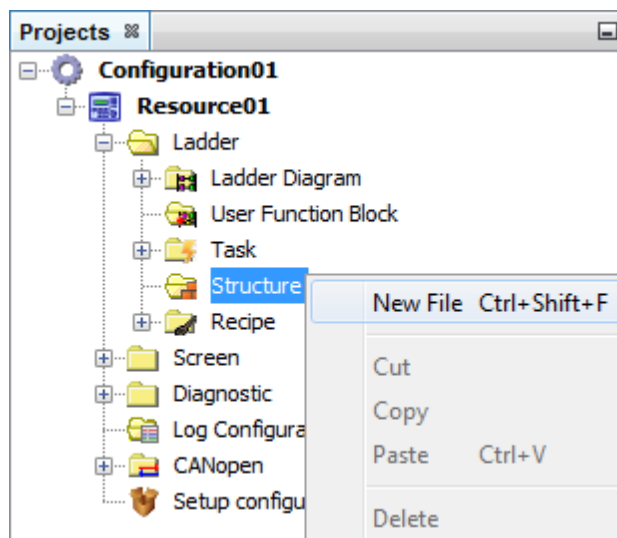 Projects
Configuration01
Resource01
Ladder
Ladder Diagram
User Function Block
Task
Structure
New File Ctrl+Shift+F
Recipe
Screen
Cut
Diagnostic
Copy
Log Configura
Paste Ctrl+V
CANopen
Setup configu
Delete